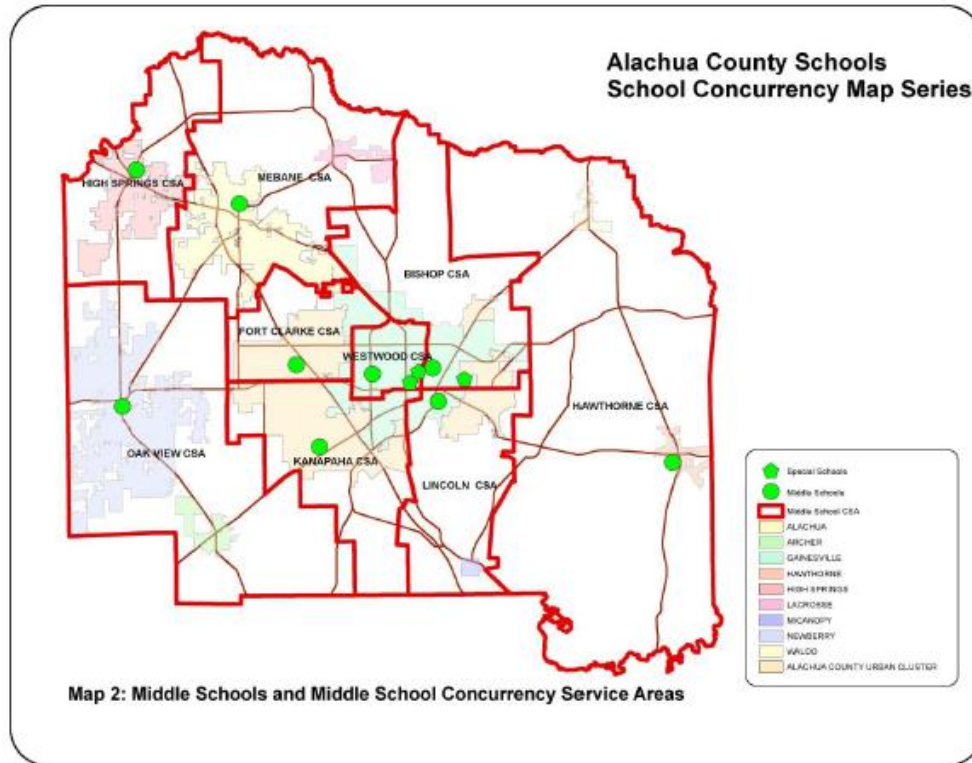 Alachua County Schools
School Concurrency Map Series
HIGH SPRINGS CSA
MEBANE CSA
BISHOP CSA
FORT CLARKE CSA
WESTWOOD CSA
HAWTHORNE CSA
OAK VIEW CSA
KANAPAHA CSA
LINCOLN CSA
Special Schools
Middle Schools
Middle School CSA
ALACHUA
ARCHER
GAINESVILLE
HAWTHORNE
HIGH SPRINGS
LACROSSE
MICANOPY
NEWBERRY
WALDO
ALACHUA COUNTY URBAN CLUSTER
Map 2: Middle Schools and Middle School Concurrency Service Areas